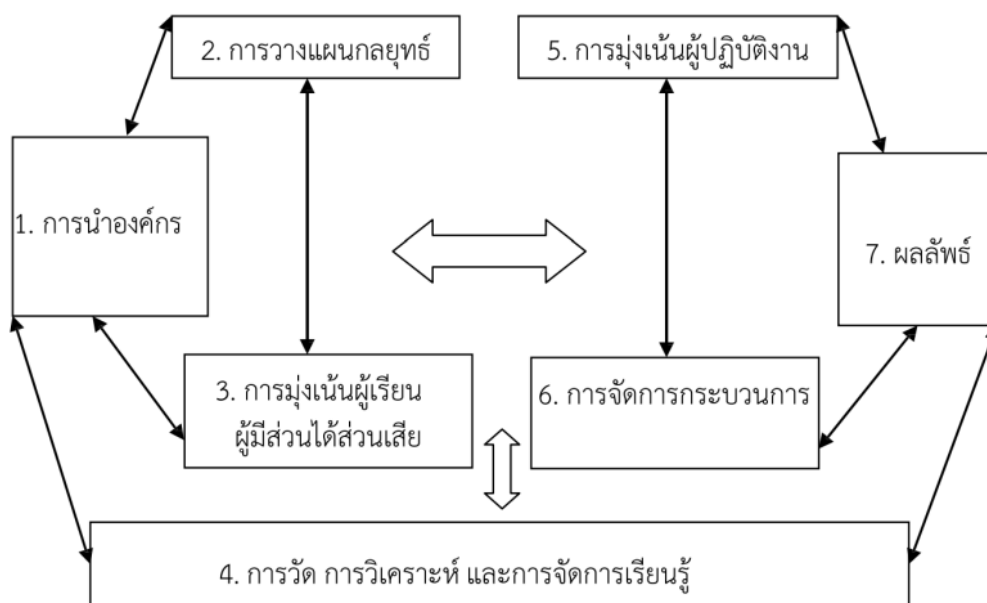 2. การวางแผนกลยุทธ์
5. การมุ่งเน้นผู้ปฏิบัติงาน
1. การนำองค์กร
7. ผลลัพธ์
3. การมุ่งเน้นผู้เรียน
ผู้มีส่วนได้ส่วนเสีย
6. การจัดการกระบวนการ
4. การวัด การวิเคราะห์ และการจัดการเรียนรู้